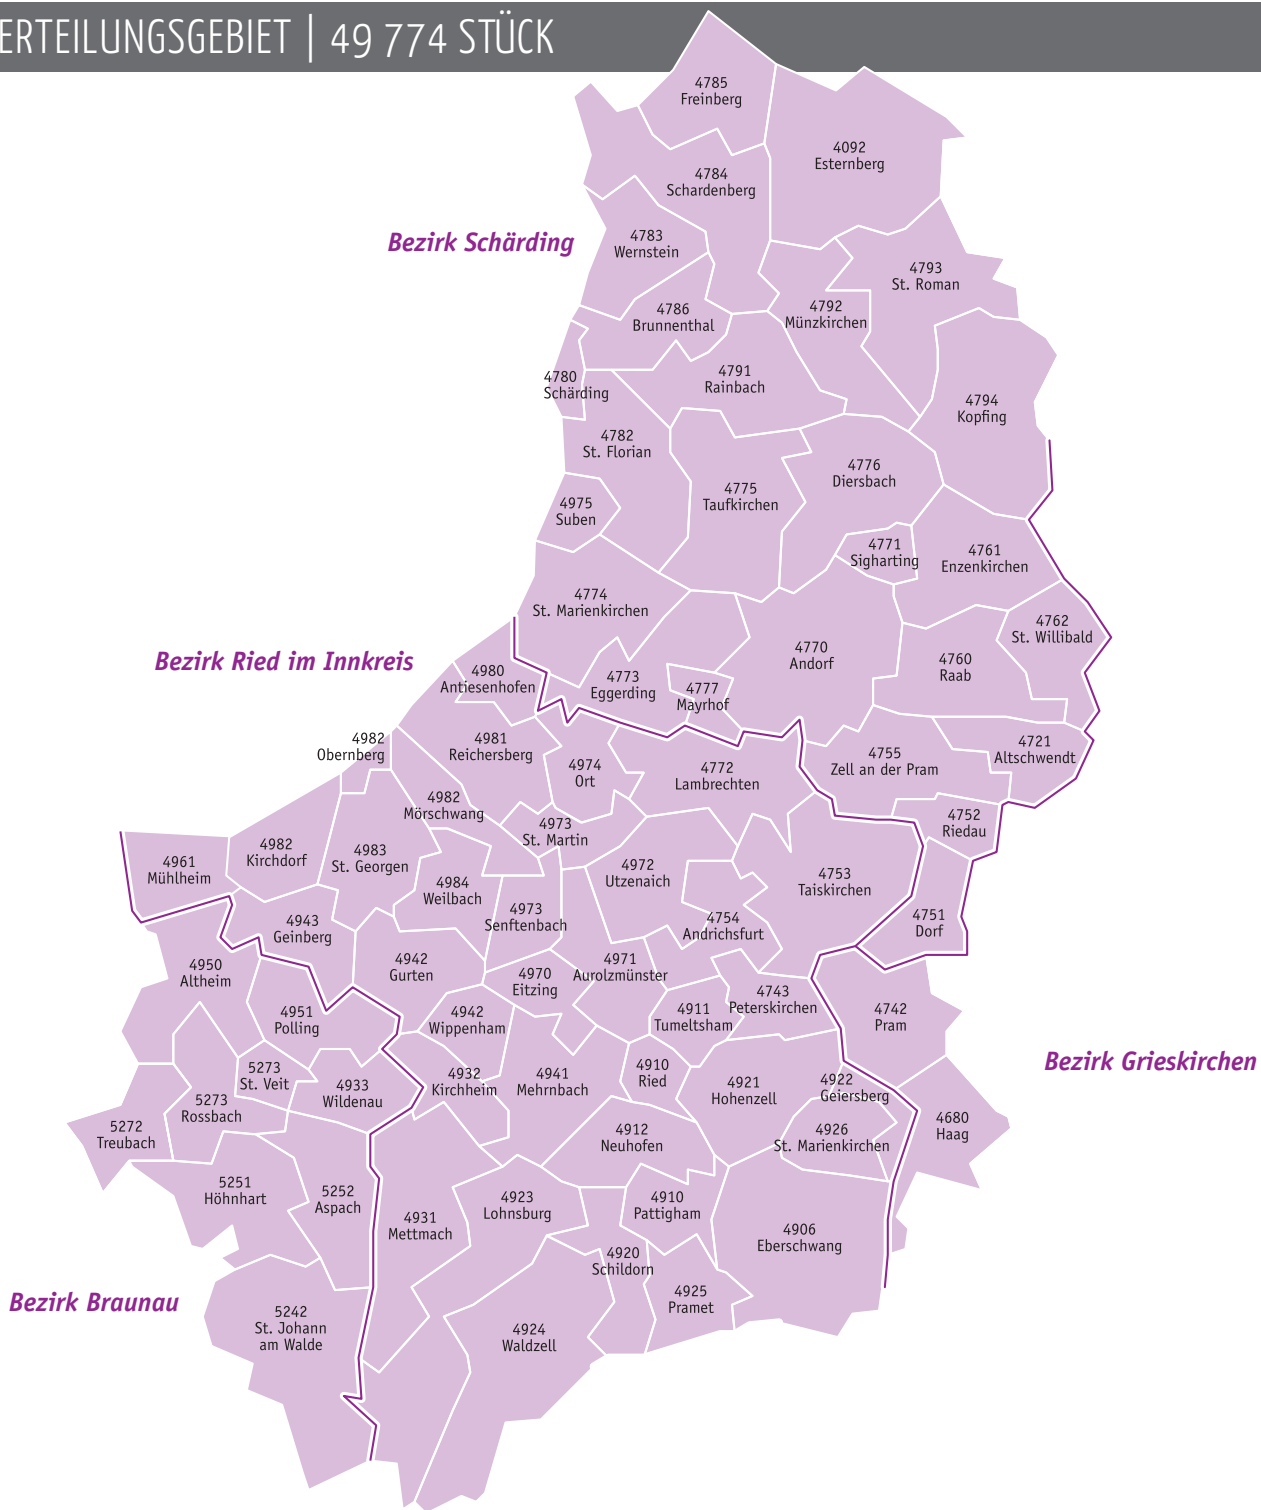 ERTEILUNGSGEBIET | 49 774 STÜCK
4785
Freinberg
4092
Esternberg
4784
Schardenberg
Bezirk Schärding
4783
Wernstein
4793
St. Roman
4786
Brunnenthal
4792
Münzkirchen
4780
Schärding
4791
Rainbach
4794
Kopfing
4782
St. Florian
4776
Diersbach
4775
Taufkirchen
4975
Suben
4771
Sigharting
4761
Enzenkirchen
4774
St. Marienkirchen
4762
St. Willibald
4770
Andorf
4760
Raab
Bezirk Ried im Innkreis
4980
Antiesenhofen
4773
Eggerding
4777
Mayrhof
4982
Obernberg
4981
Reichersberg
4974
Ort
4772
Lambrechten
4755
Zell an der Pram
4721
Altschwendt
4982
Mörschwang
4973
St. Martin
4752
Riedau
4961
Mühlheim
4982
Kirchdorf
4983
St. Georgen
4984
Weilbach
4972
Utzenaich
4753
Taiskirchen
4943
Geinberg
4973
Senftenbach
4754
Andrichsfurt
4751
Dorf
4950
Altheim
4942
Gurten
4970
Eitzing
4971
Aurolzmünster
4743
Peterskirchen
4951
Polling
4942
Wippenham
4911
Tumeltsham
4742
Pram
5273
St. Veit
4933
Wildenau
4932
Kirchheim
4941
Mehrnbach
4910
Ried
4921
Hohenzell
4922
Geiersberg
Bezirk Grieskirchen
5273
Rossbach
5272
Treubach
4912
Neuhofen
4926
St. Marienkirchen
4680
Haag
5251
Höhnhart
5252
Aspach
4931
Mettmach
4923
Lohnsburg
4910
Pattigham
4906
Eberschwang
4920
Schildorn
4925
Pramet
Bezirk Braunau
5242
St. Johann
am Walde
4924
Waldzell